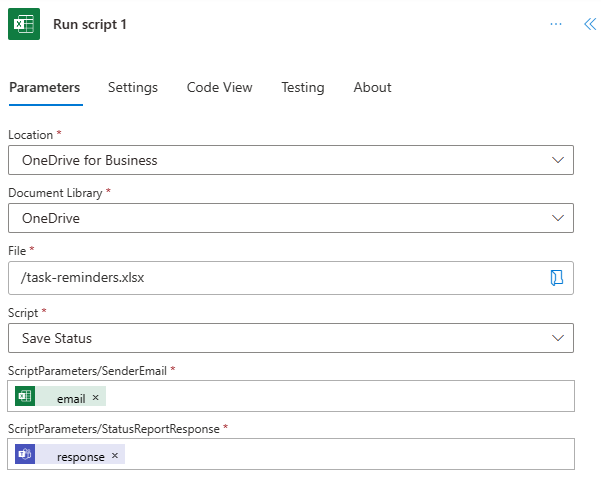 Run script 1
Parameters Settings Code View Testing About
Location *
OneDrive for Business
Document Library *
OneDrive
File *
/task-reminders.xlsx
Script *
Save Status
ScriptParameters/SenderEmail *
email ×
ScriptParameters/StatusReportResponse *
response ×